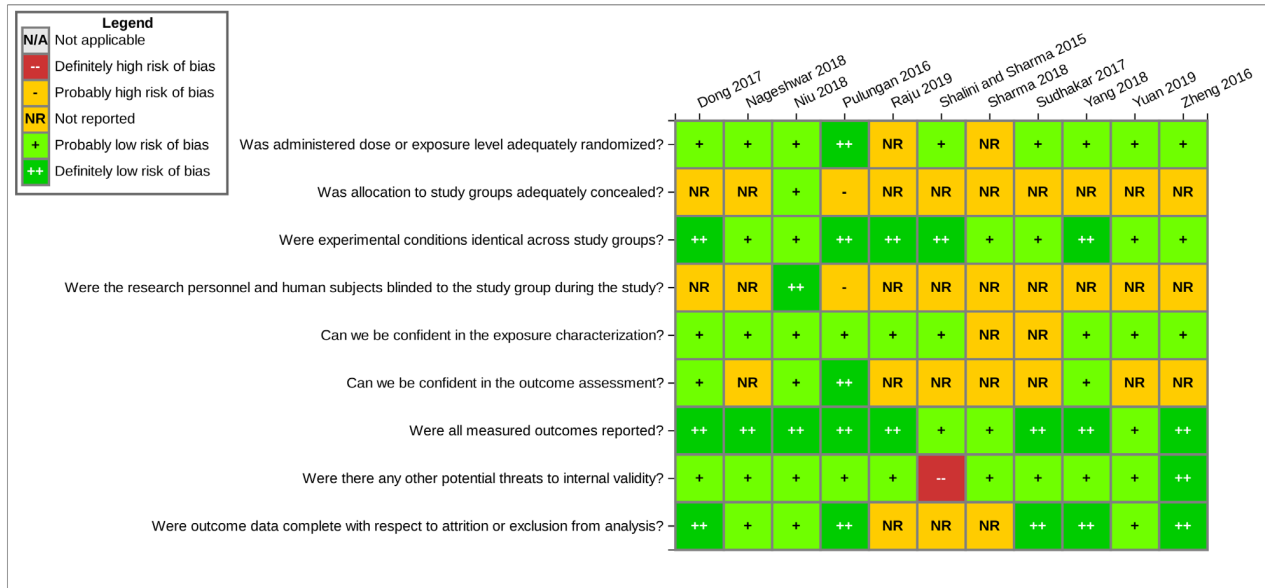 Legend
N/A Not applicable
-- Definitely high risk of bias
- Probably high risk of bias
NR Not reported
+ Probably low risk of bias
++ Definitely low risk of bias
Dong 2017
Nageshwar 2018
Niu 2018
Pulungan 2016
Raju 2019
Shalini and Sharma 2015
Sharma 2018
Sudhakar 2017
Yang 2018
Yuan 2019
Zheng 2016
Was administered dose or exposure level adequately randomized? + + + ++ NR + NR + + + +
Was allocation to study groups adequately concealed? NR NR + - NR NR NR NR NR NR NR
Were experimental conditions identical across study groups? ++ + + ++ ++ ++ + + ++ + +
Were the research personnel and human subjects blinded to the study group during the study? NR NR ++ - NR NR NR NR NR NR NR
Can we be confident in the exposure characterization? + + + + + + NR NR + + +
Can we be confident in the outcome assessment? + NR + ++ NR NR NR NR + NR NR
Were all measured outcomes reported? ++ ++ ++ ++ ++ + + ++ ++ + ++
Were there any other potential threats to internal validity? + + + + + -- + + + + ++
Were outcome data complete with respect to attrition or exclusion from analysis? ++ + + ++ NR NR NR ++ ++ + ++